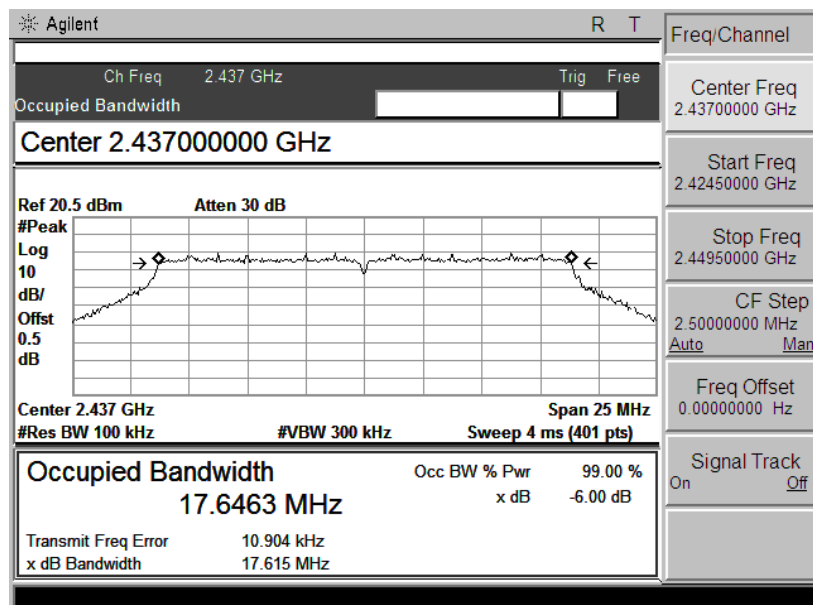 Agilent R T
Ch Freq 2.437 GHz Trig Free
Occupied Bandwidth
Center 2.437000000 GHz
Ref 20.5 dBm Atten 30 dB
#Peak
Log
10
dB/
Offst
0.5
dB
Center 2.437 GHz Span 25 MHz
#Res BW 100 kHz #VBW 300 kHz Sweep 4 ms (401 pts)
Occupied Bandwidth Occ BW % Pwr 99.00 %
17.6463 MHz x dB -6.00 dB
Transmit Freq Error 10.904 kHz
x dB Bandwidth 17.615 MHz
Freq/Channel
Center Freq
2.43700000 GHz
Start Freq
2.42450000 GHz
Stop Freq
2.44950000 GHz
CF Step
2.50000000 MHz
Auto Man
Freq Offset
0.00000000 Hz
Signal Track
On Off